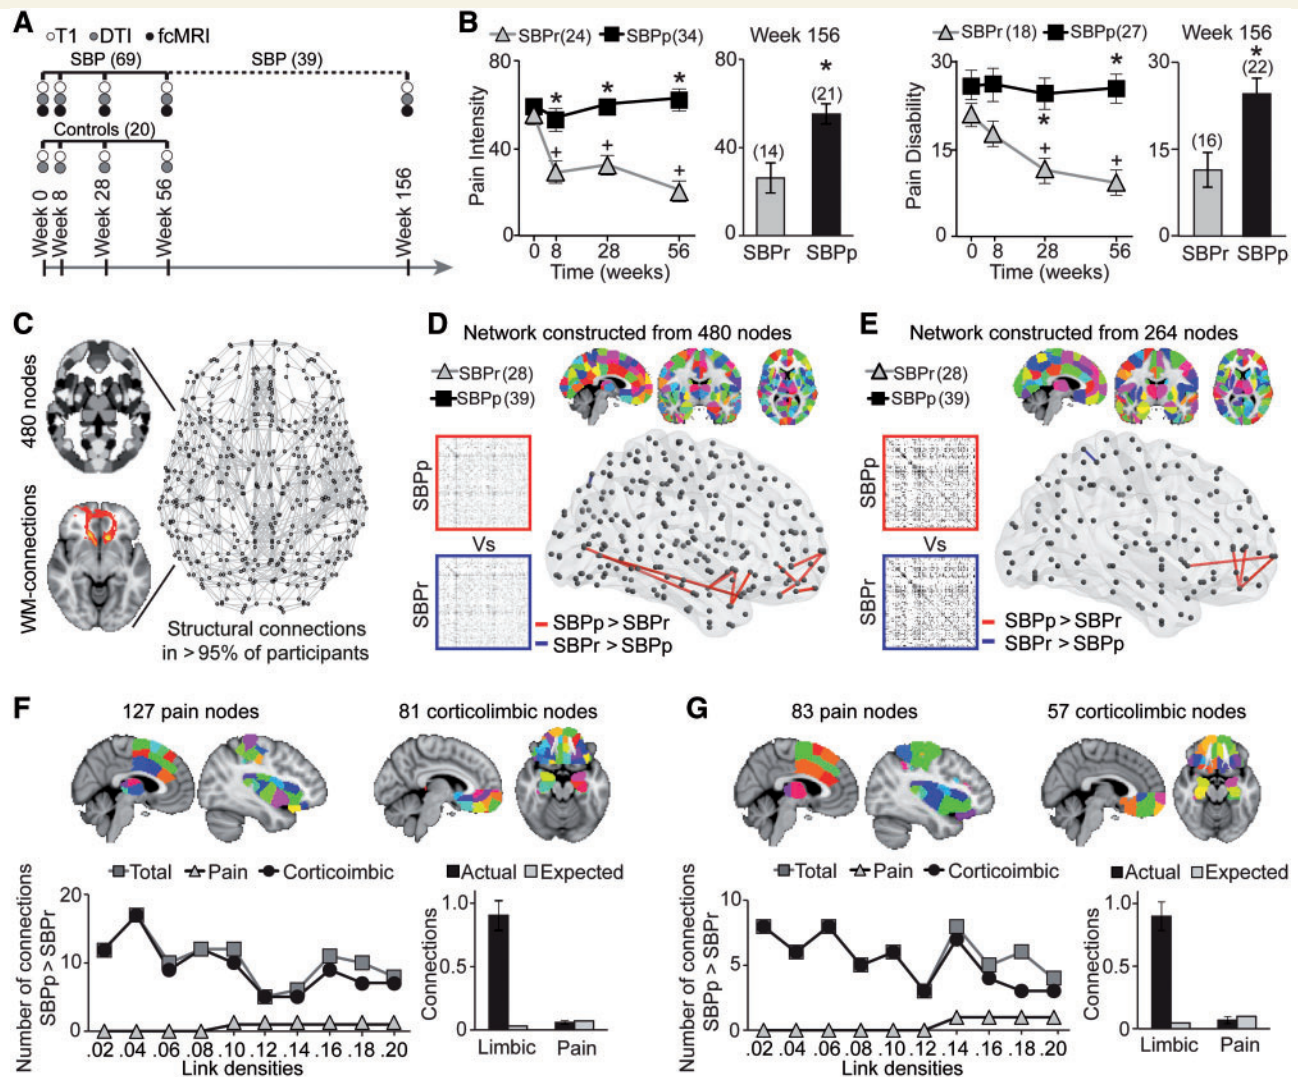 A
T1 DTI fcMRI
SBP (69) SBP (39)
Controls (20)
Week 0
Week 8
Week 28
Week 56
Week 156
B
SBPr(24) SBPp(34)
Pain Intensity
80
40
0
* * *
+ + +
0 8 28 56
Time (weeks)
Week 156
80
40
0
*
(14) (21)
SBPr SBPp
SBPr(18) SBPp(27)
Pain Disability
30
15
0
* *
+ +
0 8 28 56
Time (weeks)
Week 156
30
15
0
*
(16) (22)
SBPr SBPp
C
480 nodes
WM-connections
Structural connections
in > 95% of participants
D
Network constructed from 480 nodes
SBPr(28)
SBPp(39)
SBPp
Vs
SBPr
SBPp > SBPr
SBPr > SBPp
E
Network constructed from 264 nodes
SBPr(28)
SBPp(39)
SBPp
Vs
SBPr
SBPp > SBPr
SBPr > SBPp
F
127 pain nodes 81 corticolimbic nodes
Total Pain Corticoimbic
Number of connections
SBPp > SBPr
20
10
0
.02 .04 .06 .08 .10 .12 .14 .16 .18 .20
Link densities
Actual Expected
Connections
1.0
0.5
0
Limbic Pain
G
83 pain nodes 57 corticolimbic nodes
Total Pain Corticoimbic
Number of connections
SBPp > SBPr
10
5
0
.02 .04 .06 .08 .10 .12 .14 .16 .18 .20
Link densities
Actual Expected
Connections
1.0
0.5
0
Limbic Pain